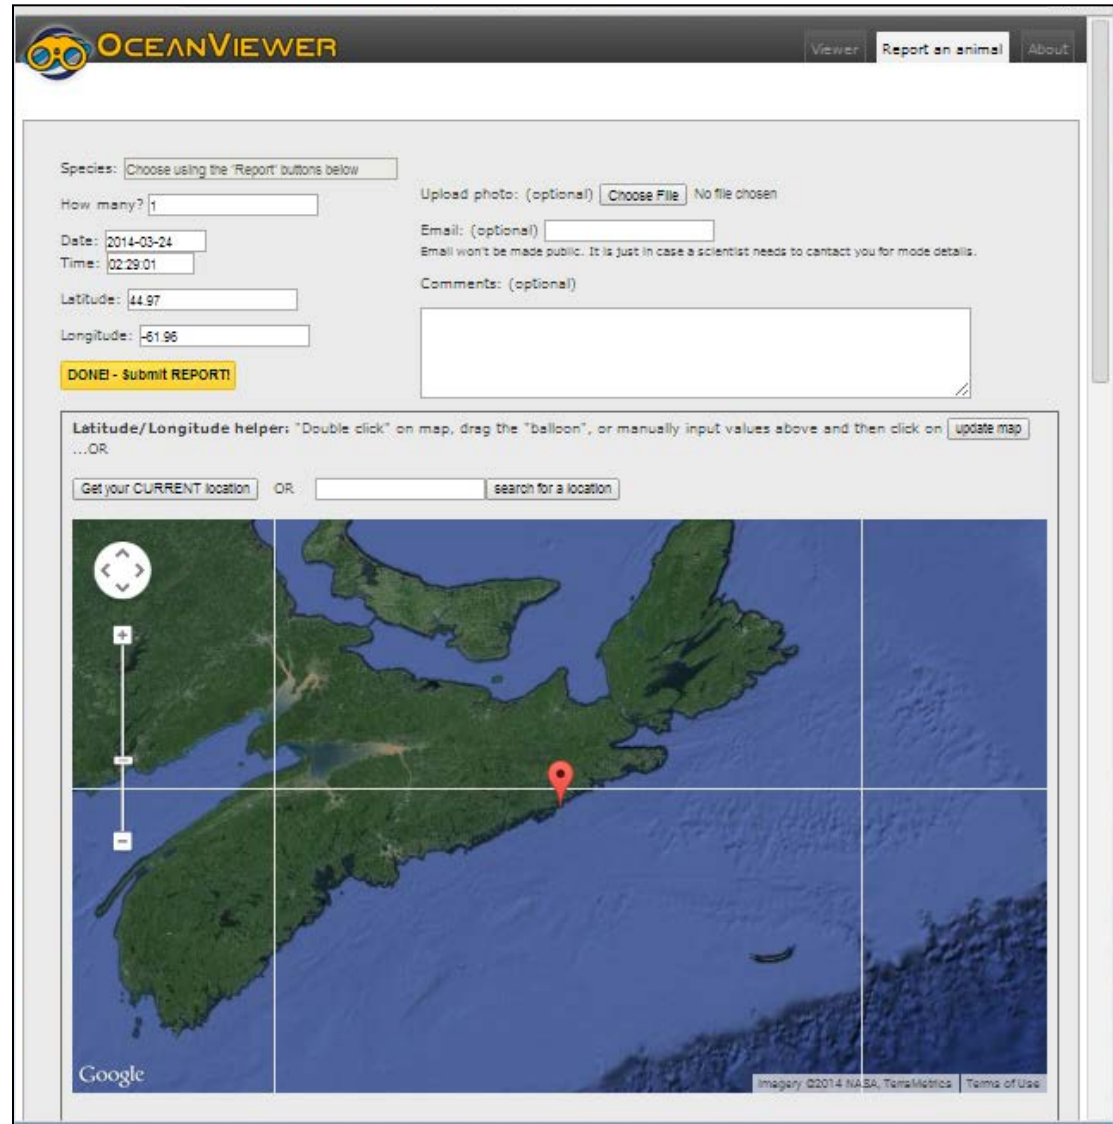 OCEANVIEWER
Viewer
Report an animal
About
Species: Choose using the 'Report' buttons below
How many? 1
Date: 2014-03-24
Time: 02:29:01
Latitude: 44.97
Longitude: -61.96
DONE! - Submit REPORT!
Upload photo: (optional) Choose File No file chosen
Email: (optional)
Email won't be made public. It is just in case a scientist needs to cantact you for mode details.
Comments: (optional)
Latitude/Longitude helper: "Double click" on map, drag the "balloon", or manually input values above and then click on update map
...OR
Get your CURRENT location OR search for a location
Google
Imagery ©2014 NASA, TerraMetrics Terms of Use